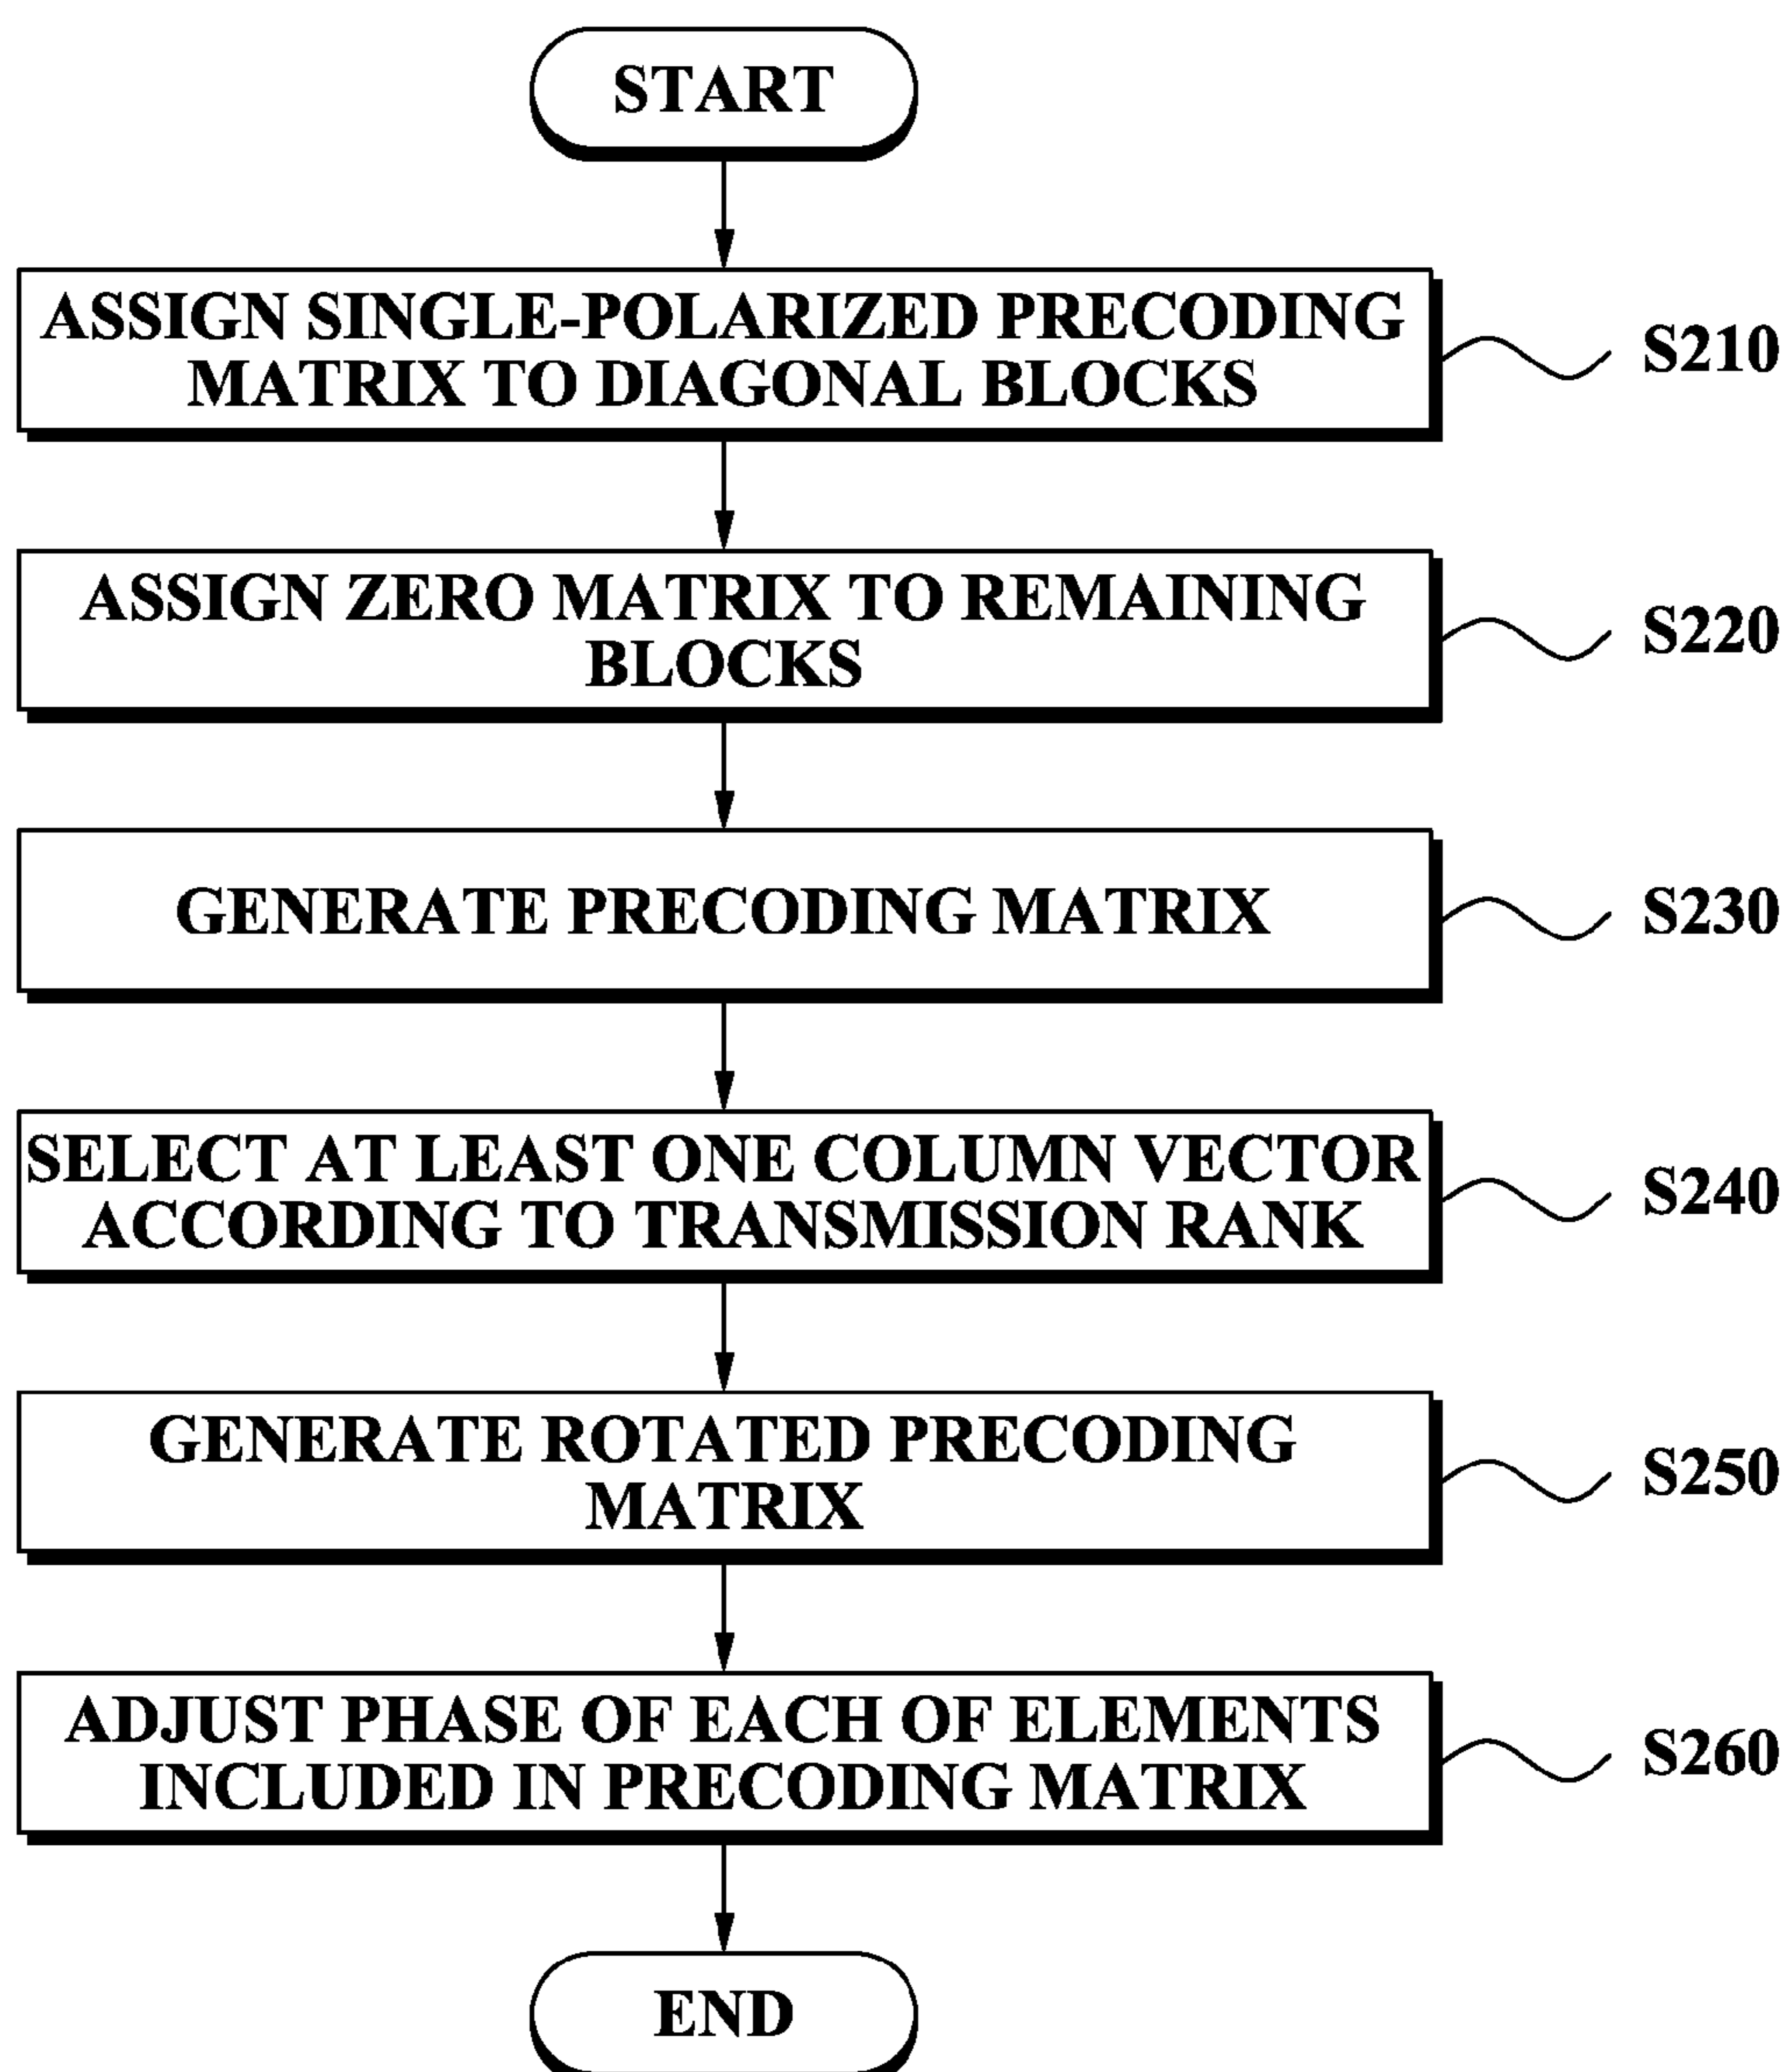 START
ASSIGN SINGLE-POLARIZED PRECODING
MATRIX TO DIAGONAL BLOCKS
S210
ASSIGN ZERO MATRIX TO REMAINING
BLOCKS
S220
GENERATE PRECODING MATRIX
S230
SELECT AT LEAST ONE COLUMN VECTOR
ACCORDING TO TRANSMISSION RANK
S240
GENERATE ROTATED PRECODING
MATRIX
S250
ADJUST PHASE OF EACH OF ELEMENTS
INCLUDED IN PRECODING MATRIX
S260
END